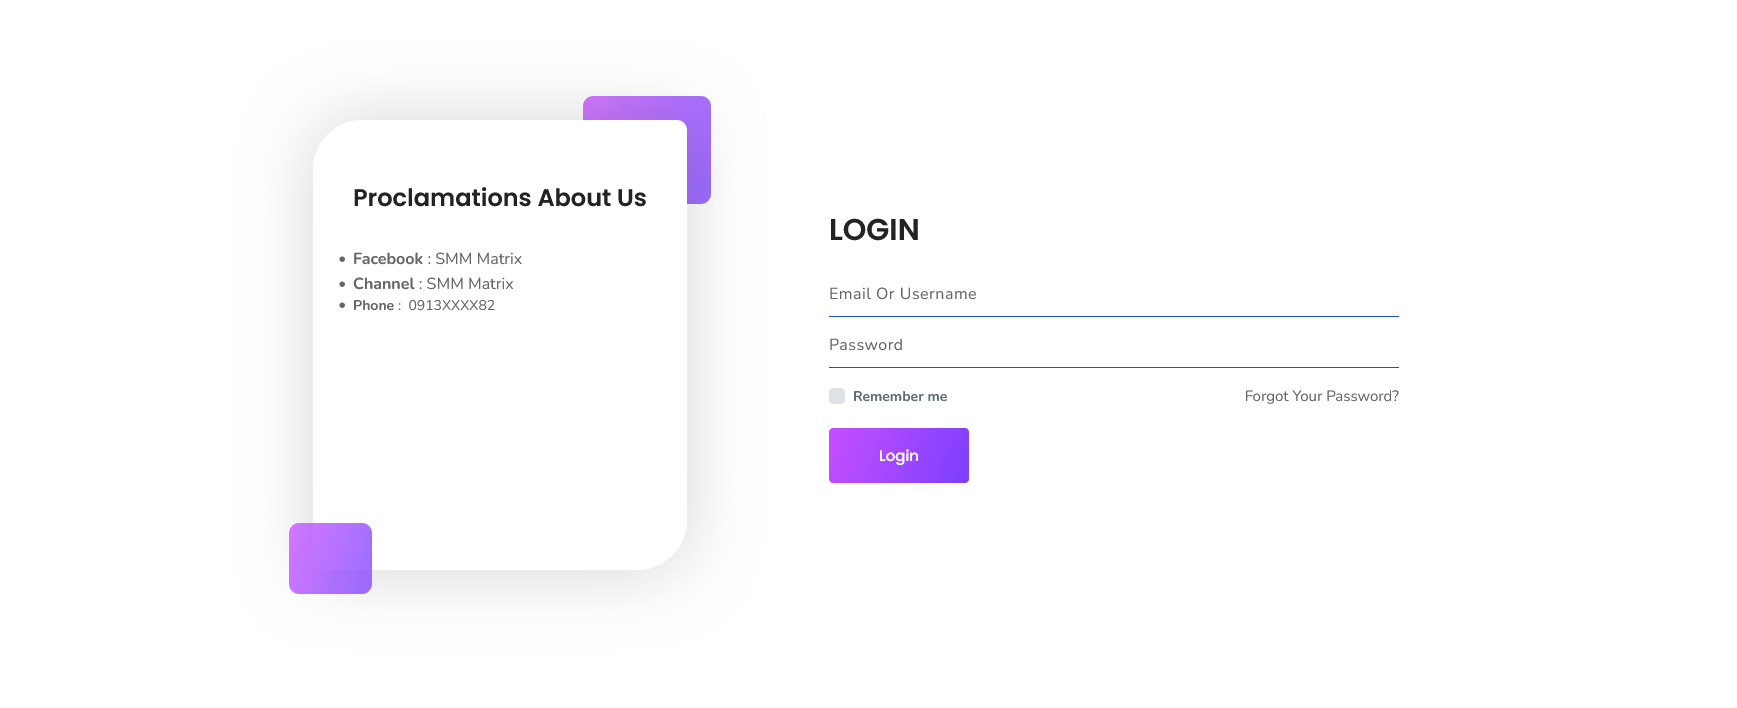 Proclamations About Us
• Facebook : SMM Matrix
• Channel : SMM Matrix
• Phone : 0913XXXX82
LOGIN
Email Or Username
Password
Remember me
Forgot Your Password?
Login